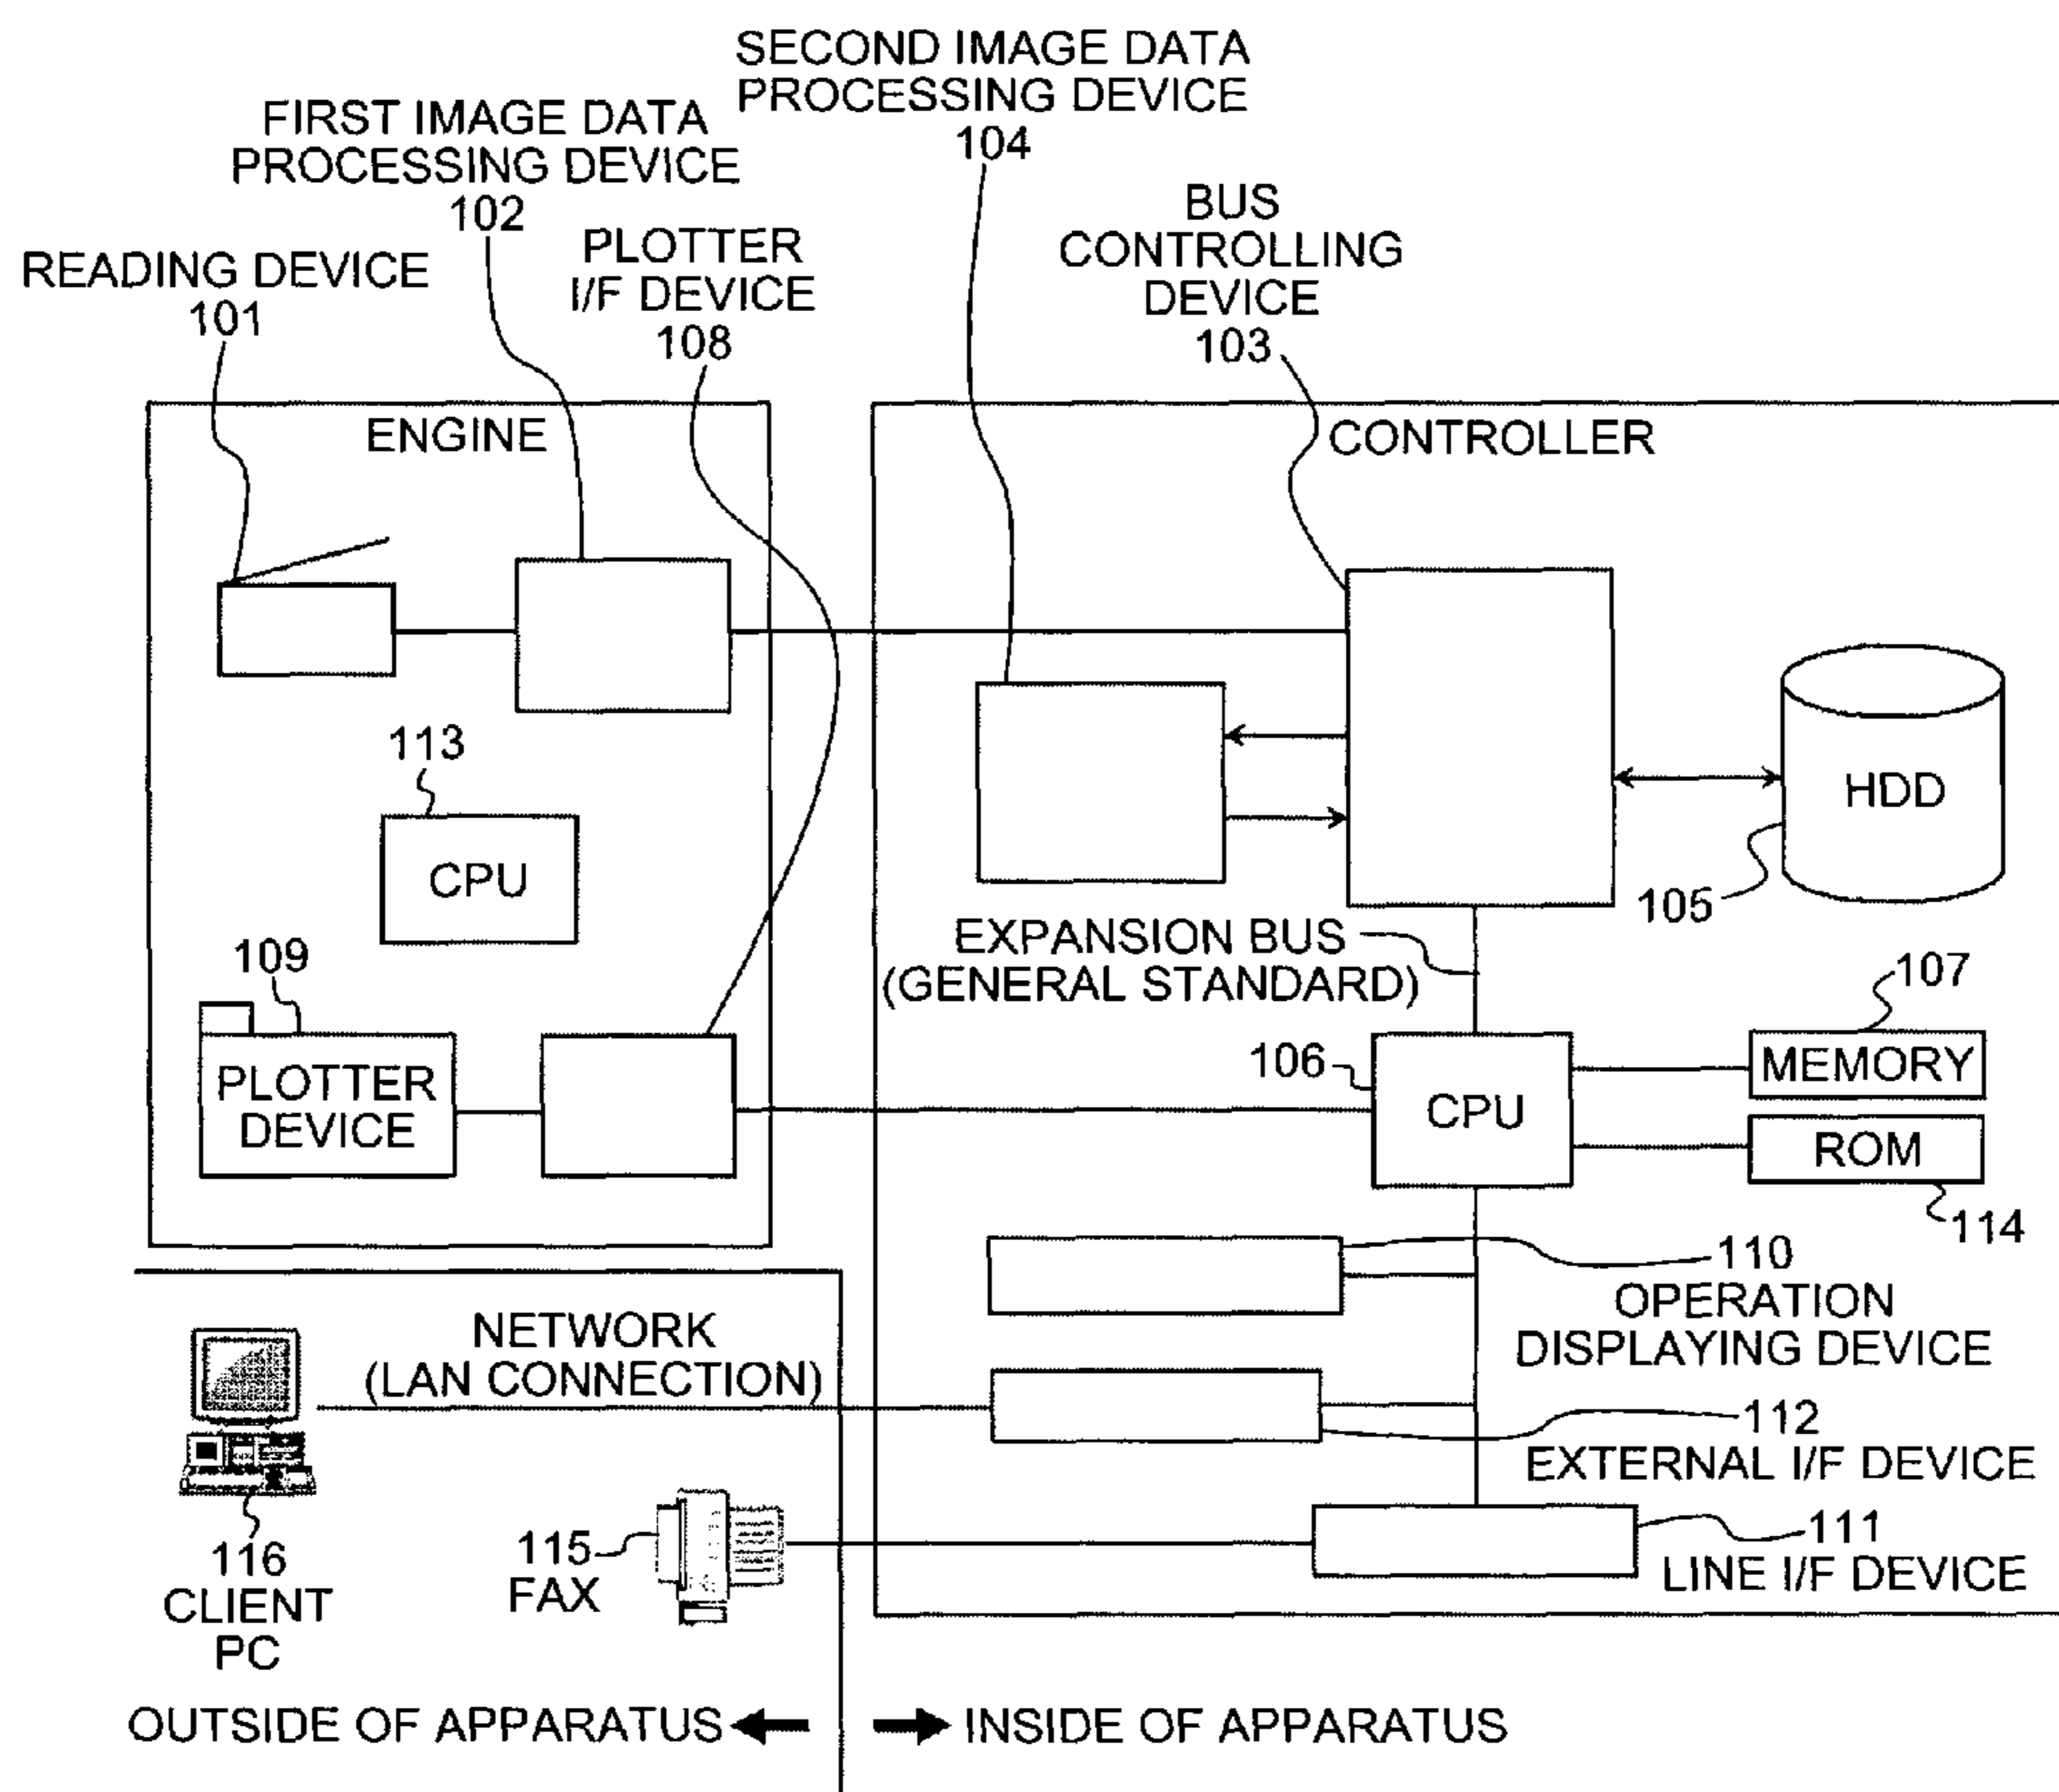 SECOND IMAGE DATA
PROCESSING DEVICE
104
FIRST IMAGE DATA
PROCESSING DEVICE
102
BUS
CONTROLLING
DEVICE
103
PLOTTER
I/F DEVICE
108
READING DEVICE
101
ENGINE
CONTROLLER
113
CPU
HDD
105
EXPANSION BUS
(GENERAL STANDARD)
109
PLOTTER
DEVICE
107
MEMORY
106
CPU
ROM
114
110
OPERATION
DISPLAYING DEVICE
NETWORK
(LAN CONNECTION)
112
EXTERNAL I/F DEVICE
111
LINE I/F DEVICE
115
FAX
116
CLIENT
PC
OUTSIDE OF APPARATUS
INSIDE OF APPARATUS